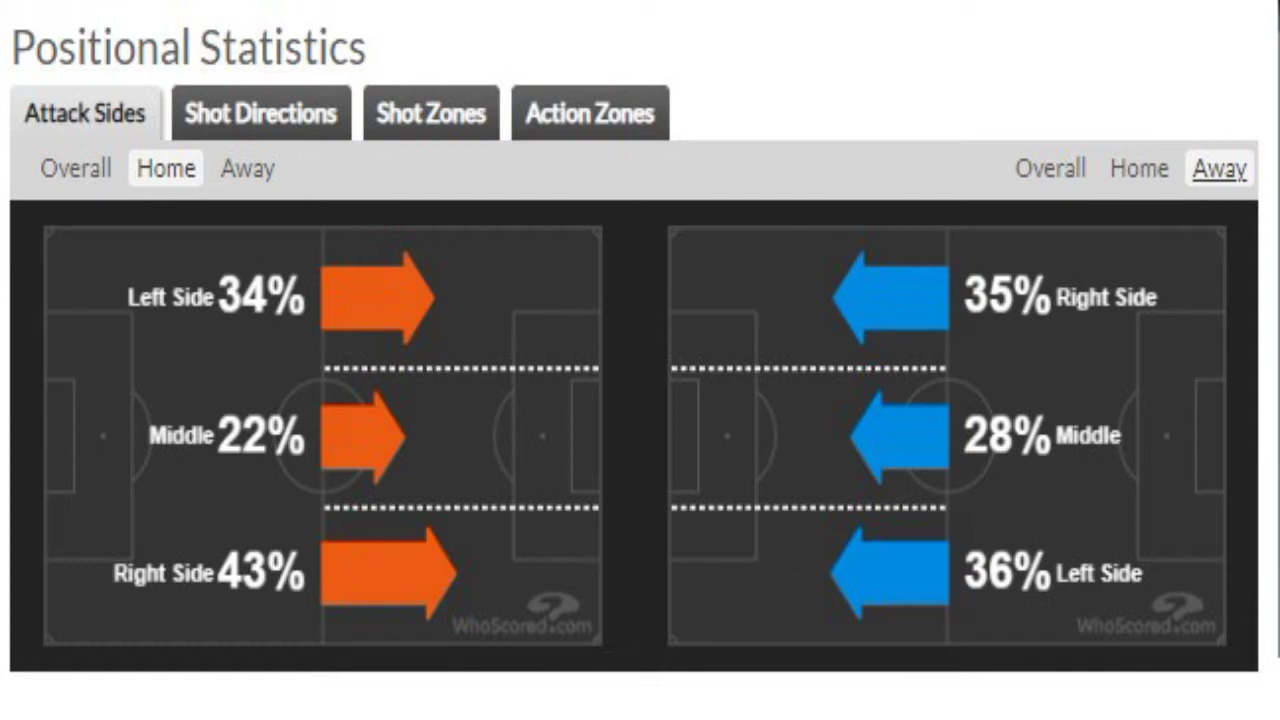 Positional Statistics
Attack Sides Shot Directions Shot Zones Action Zones
Overall Home Away Overall Home Away
Left Side 34% 35% Right Side
Middle 22% 28% Middle
Right Side 43% 36% Left Side
WhoScored.com WhoScored.com